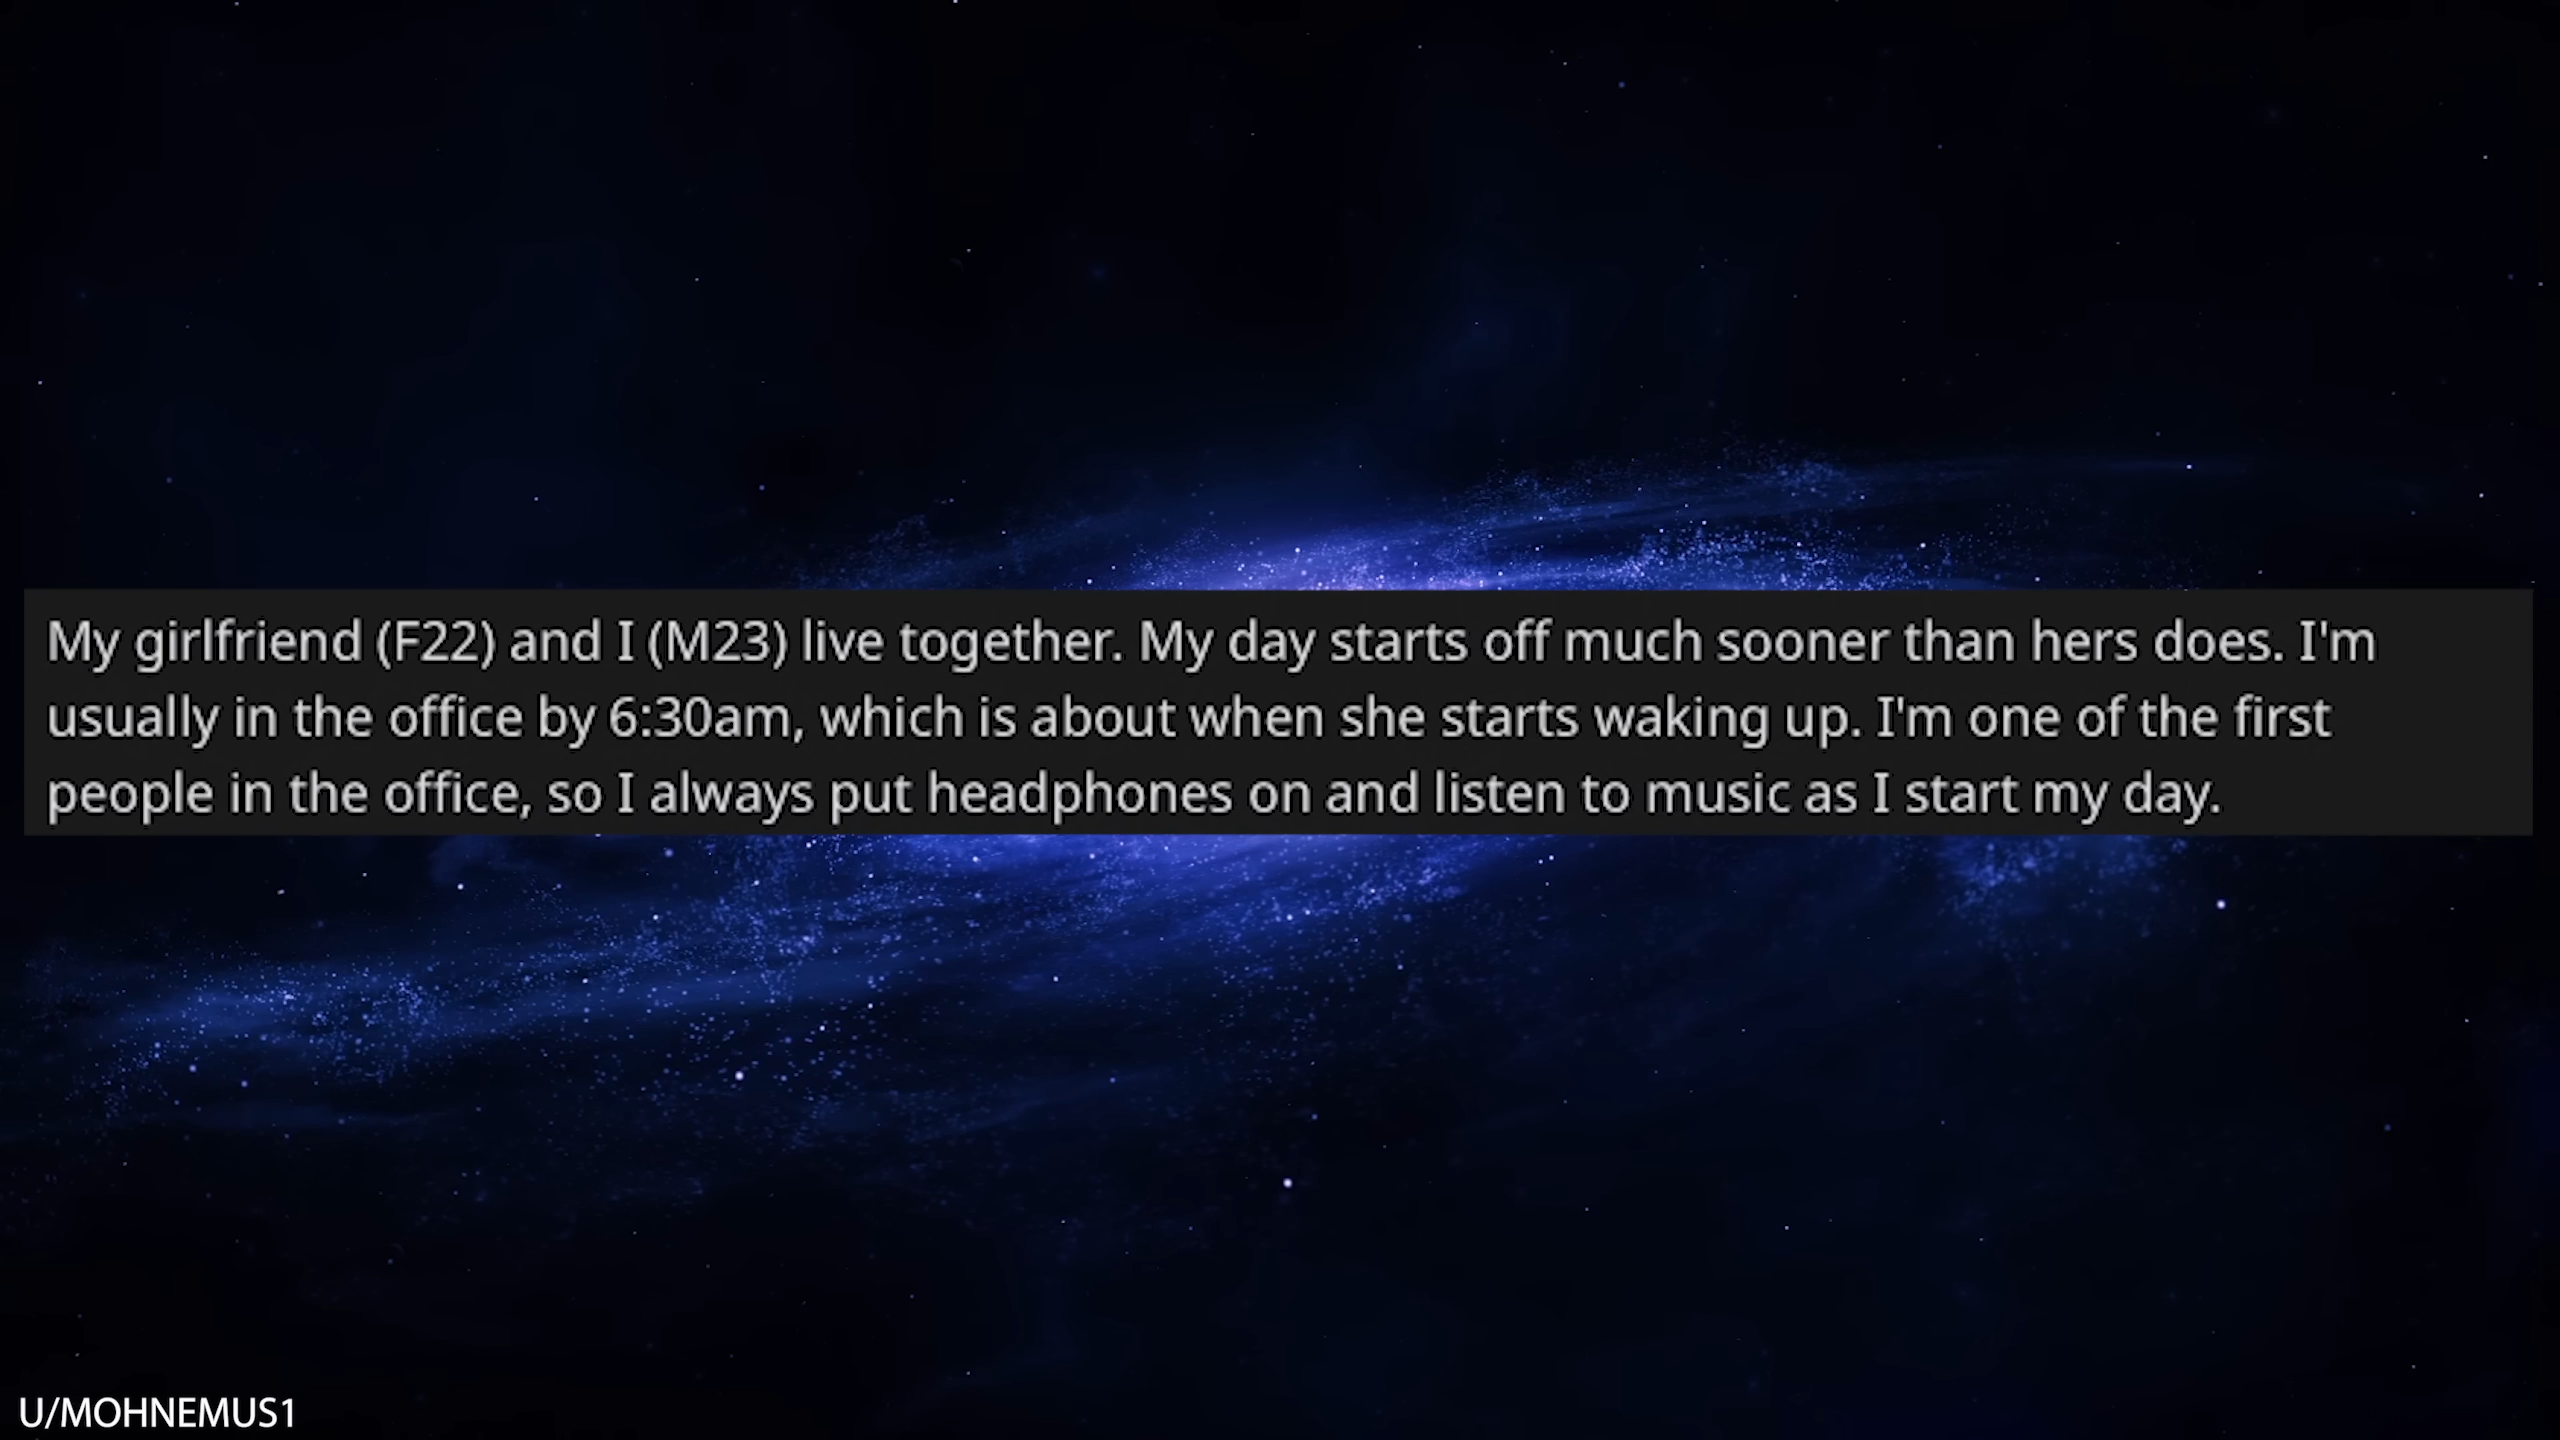 My girlfriend (F22) and I (M23) live together. My day starts off much sooner than hers does. I'm
usually in the office by 6:30am, which is about when she starts waking up. I'm one of the first
people in the office, so I always put headphones on and listen to music as I start my day.
U/MOHNEMUS1